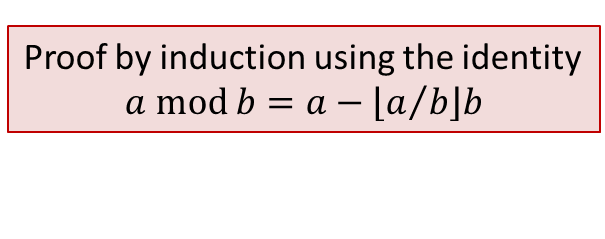 Proof by induction using the identity
𝑎 mod 𝑏 = 𝑎 − ⌊𝑎/𝑏⌋𝑏